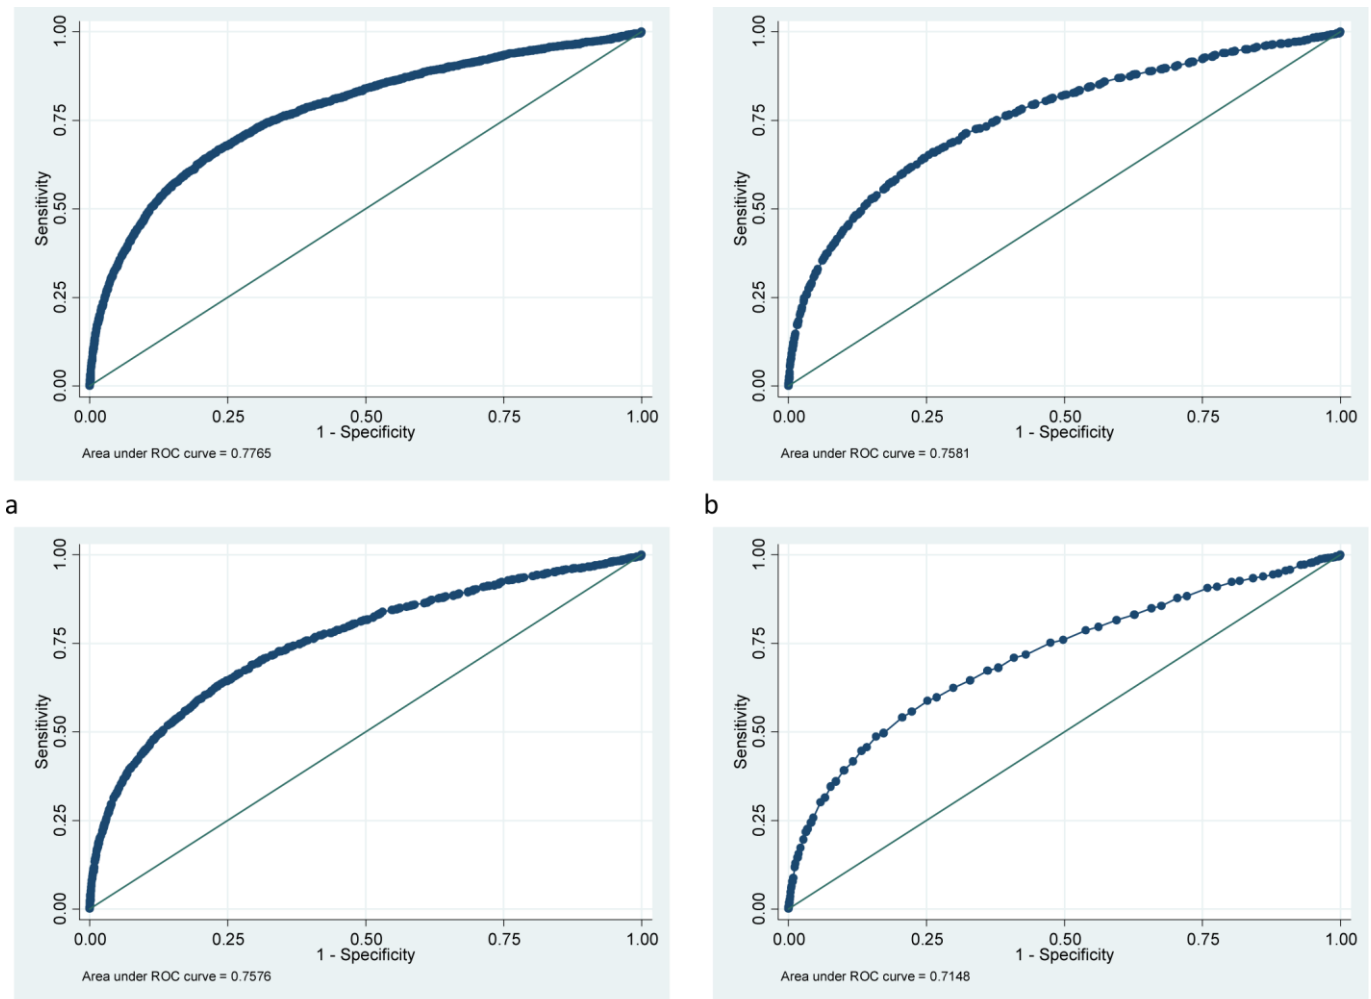 1.00
0.75
0.50
0.25
0.00
Sensitivity
0.00 0.25 0.50 0.75 1.00
1 - Specificity
Area under ROC curve = 0.7765
a
1.00
0.75
0.50
0.25
0.00
Sensitivity
0.00 0.25 0.50 0.75 1.00
1 - Specificity
Area under ROC curve = 0.7581
b
1.00
0.75
0.50
0.25
0.00
Sensitivity
0.00 0.25 0.50 0.75 1.00
1 - Specificity
Area under ROC curve = 0.7576
1.00
0.75
0.50
0.25
0.00
Sensitivity
0.00 0.25 0.50 0.75 1.00
1 - Specificity
Area under ROC curve = 0.7148